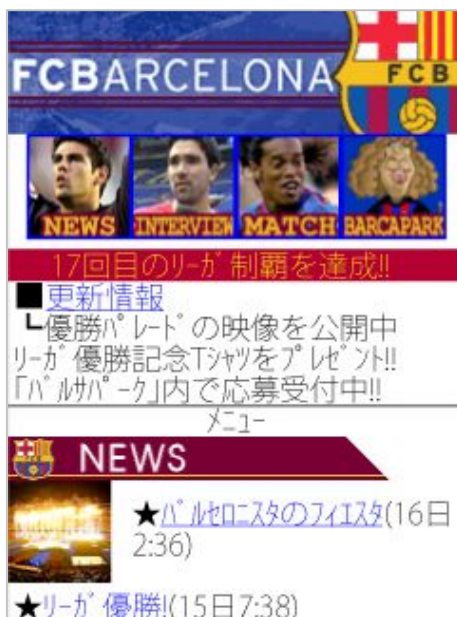 FCBARCELONA
FCB
NEWS INTERVIEW MATCH BARCAPARK
17回目のﾘｰｶﾞ制覇を達成!!
■更新情報
┗優勝ﾊﾟﾚｰﾄﾞの映像を公開中
ﾘｰｶﾞ優勝記念Tｼｬﾂをﾌﾟﾚｾﾞﾝﾄ!!
｢ﾊﾞﾙｻﾊﾟｰｸ｣内で応募受付中!!
ﾒﾆｭｰ
NEWS
★ﾊﾞﾙｾﾛﾆｽﾀのﾌｨｴｽﾀ(16日
2:36)
★ﾘｰｶﾞ優勝!(15日7:38)